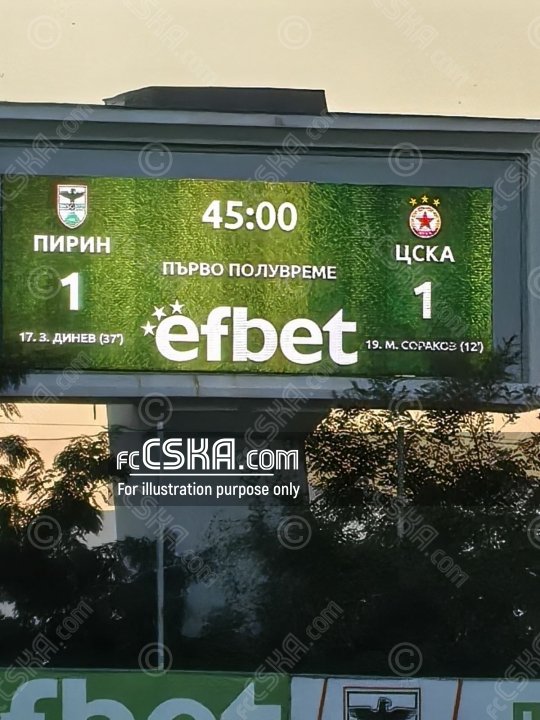 45:00
ПИРИН
ЦСКА
ПЪРВО ПОЛУВРЕМЕ
1
1
17. З. ДИНЕВ (37')
efbet
19. М. СОРАКОВ (12')
fcCSKA.com
For illustration purpose only
efbet